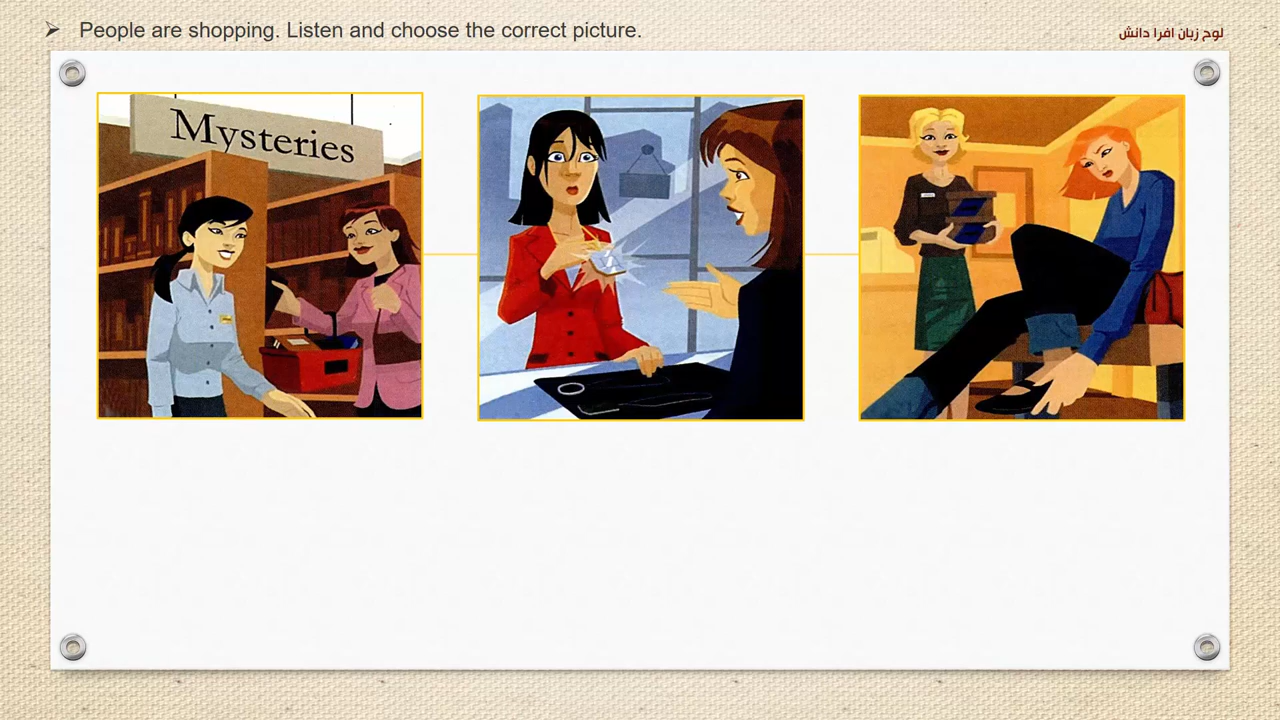 ➢ People are shopping. Listen and choose the correct picture.
لوح زبان افرا دانش
Mysteries